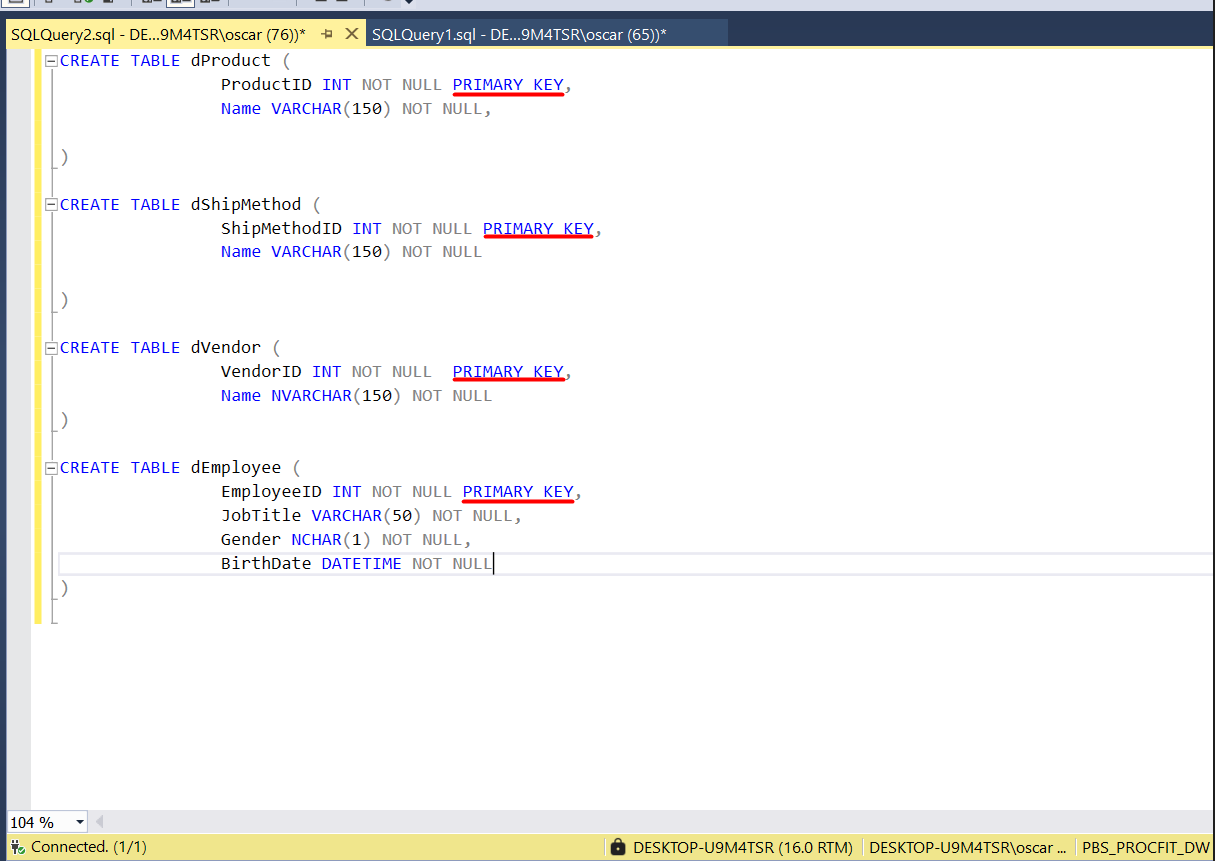 SQLQuery2.sql - DE...9M4TSR\oscar (76))* SQLQuery1.sql - DE...9M4TSR\oscar (65))*
CREATE TABLE dProduct (
ProductID INT NOT NULL PRIMARY KEY,
Name VARCHAR(150) NOT NULL,
)
CREATE TABLE dShipMethod (
ShipMethodID INT NOT NULL PRIMARY KEY,
Name VARCHAR(150) NOT NULL
)
CREATE TABLE dVendor (
VendorID INT NOT NULL  PRIMARY KEY,
Name NVARCHAR(150) NOT NULL
)
CREATE TABLE dEmployee (
EmployeeID INT NOT NULL PRIMARY KEY,
JobTitle VARCHAR(50) NOT NULL,
Gender NCHAR(1) NOT NULL,
BirthDate DATETIME NOT NULL
)
104 %
Connected. (1/1) DESKTOP-U9M4TSR (16.0 RTM) DESKTOP-U9M4TSR\oscar ... PBS_PROCFIT_DW